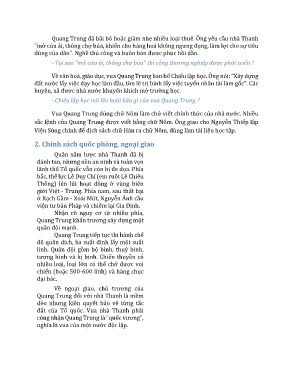 Quang Trung đã bãi bỏ hoặc giảm nhẹ nhiều loại thuế. Ông yêu cầu nhà Thanh
"mở cửa ải, thông chợ búa, khiến cho hàng hoá không ngưng đọng, làm lợi cho sự tiêu
dùng của dân". Nghề thủ công và buôn bán được phục hồi dần.
- Tại sao "mở cửa ải, thông chợ búa" thì công thương nghiệp được phát triển ?
Về văn hoá, giáo dục, vua Quang Trung ban bố Chiếu lập học. Ông nói: "Xây dựng
đất nước lấy việc dạy học làm đầu, tìm lẽ trị bình lấy việc tuyển nhân tài làm gốc". Các
huyện, xã được nhà nước khuyến khích mở trường học.
- Chiếu lập học nói lên hoài bão gì của vua Quang Trung ?
Vua Quang Trung dùng chữ Nôm làm chữ viết chính thức của nhà nước. Nhiều
sắc lệnh của Quang Trung được viết bằng chữ Nôm. Ông giao cho Nguyễn Thiếp lập
Viện Sùng chính để dịch sách chữ Hán ra chữ Nôm, dùng làm tài liệu học tập.
2. Chính sách quốc phòng, ngoại giao
Quân xâm lược nhà Thanh đã bị
đánh tan, nhưng nền an ninh và toàn vẹn
lãnh thổ Tổ quốc vẫn còn bị đe dọa. Phía
bắc, thế lực Lê Duy Chỉ (em ruột Lê Chiêu
Thống) lén lút hoạt động ở vùng biên
giới Việt - Trung. Phía nam, sau thất bại
ở Rạch Gầm - Xoài Mút, Nguyễn Ánh cầu
viện tư bản Pháp và chiếm lại Gia Định.
Nhận rõ nguy cơ từ nhiều phía,
Quang Trung khẩn trương xây dựng một
quân đội mạnh.
Quang Trung tiếp tục thi hành chế
độ quân dịch, ba suất đinh lấy một suất
lính. Quân đội gồm bộ binh, thuỷ binh,
tượng binh và kị binh. Chiến thuyền có
nhiều loại, loại lớn có thể chở được voi
chiến (hoặc 500-600 lính) và hàng chục
đại bác.
Về ngoại giao, chủ trương của
Quang Trung đối với nhà Thanh là mềm
dẻo nhưng kiên quyết bảo vệ từng tấc
đất của Tổ quốc. Vua nhà Thanh phải
công nhận Quang Trung là "quốc vương",
nghĩa là vua của một nước độc lập.